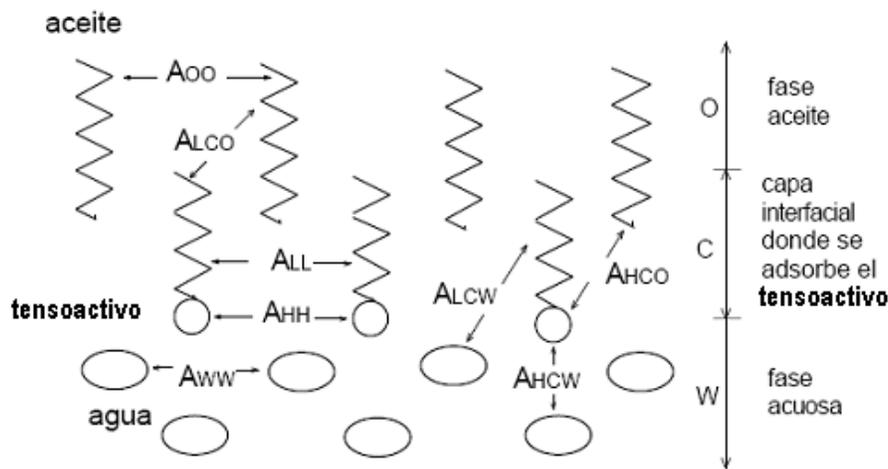 aceite
AOO
ALCO
ALL
tensoactivo
AHH
AWW
agua
ALCW
AHCO
AHCW
O
fase
aceite
C
capa
interfacial
donde se
adsorbe el
tensoactivo
W
fase
acuosa